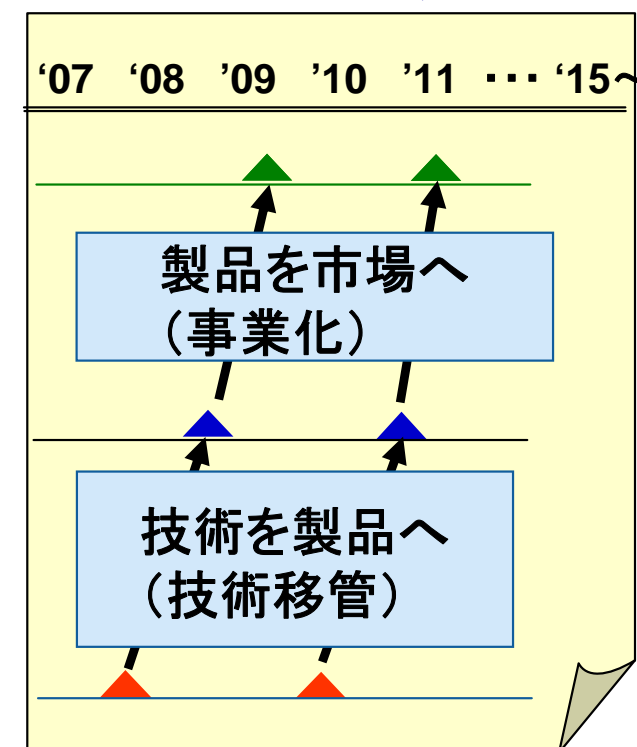 ‘07 ‘08 ’09 ’10 ’11 ・・・ ‘15～
製品を市場へ
（事業化）
技術を製品へ
（技術移管）